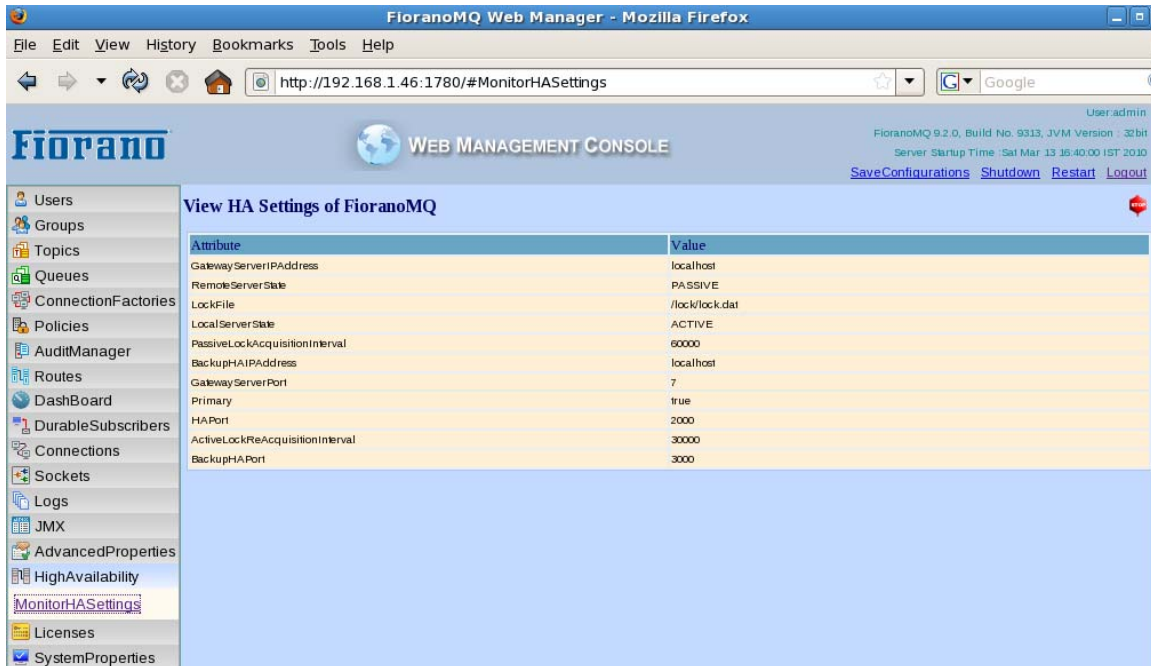 FioranoMQ Web Manager - Mozilla Firefox
File Edit View History Bookmarks Tools Help
http://192.168.1.46:1780/#MonitorHASettings
G Google
User:admin
Fiorano
WEB MANAGEMENT CONSOLE
FioranoMQ 9.2.0, Build No. 9313, JVM Version : 32bit
Server Startup Time :Sat Mar 13 16:40:00 IST 2010
SaveConfigurations Shutdown Restart Logout
Users
Groups
Topics
Queues
ConnectionFactories
Policies
AuditManager
Routes
DashBoard
DurableSubscribers
Connections
Sockets
Logs
JMX
AdvancedProperties
HighAvailability
MonitorHASettings
Licenses
SystemProperties
View HA Settings of FioranoMQ
STOP
Attribute Value
GatewayServerIPAddress localhost
RemoteServerState PASSIVE
LockFile /lock/lock.dat
LocalServerState ACTIVE
PassiveLockAcquisitionInterval 60000
BackupHAIPAddress localhost
GatewayServerPort 7
Primary true
HAPort 2000
ActiveLockReAcquisitionInterval 30000
BackupHAPort 3000